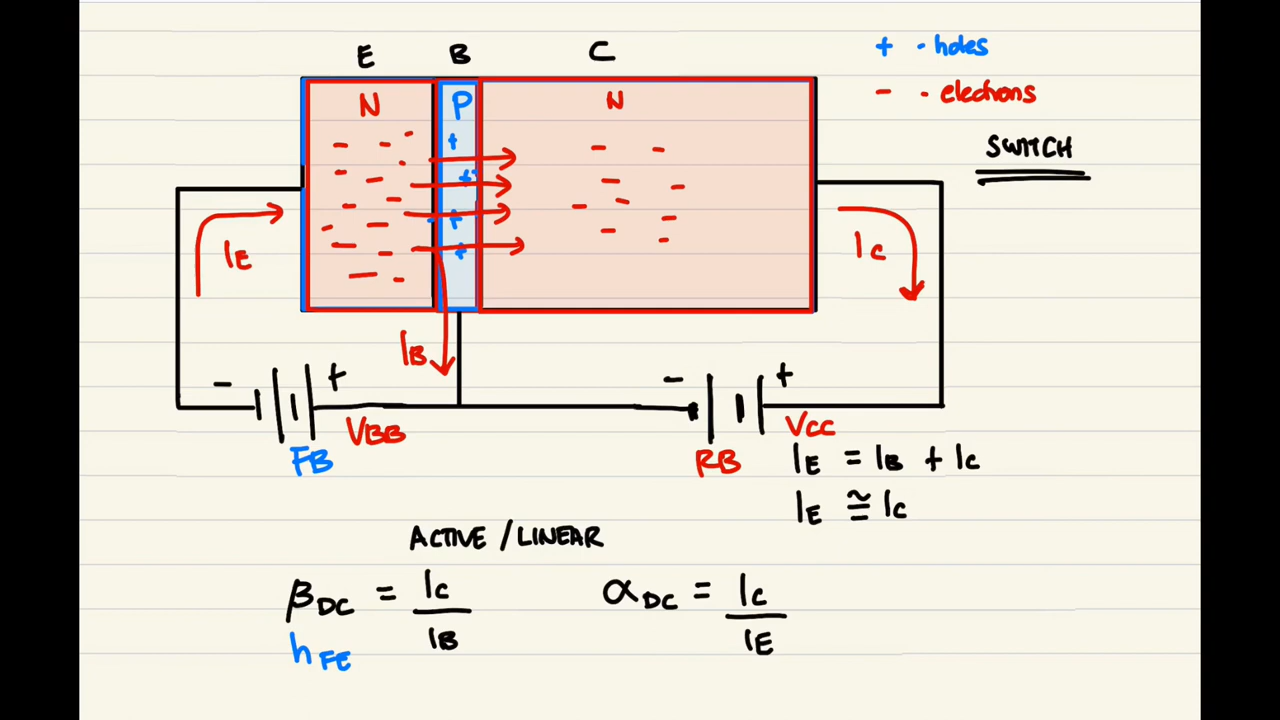 E B C
+ - holes
- - electrons
SWITCH
N P N
IE
IC
IB
- +
- +
VBB
VCC
FB
RB
IE = IB + IC
IE ≅ IC
ACTIVE / LINEAR
βDC = IC / IB
αDC = IC / IE
hFE